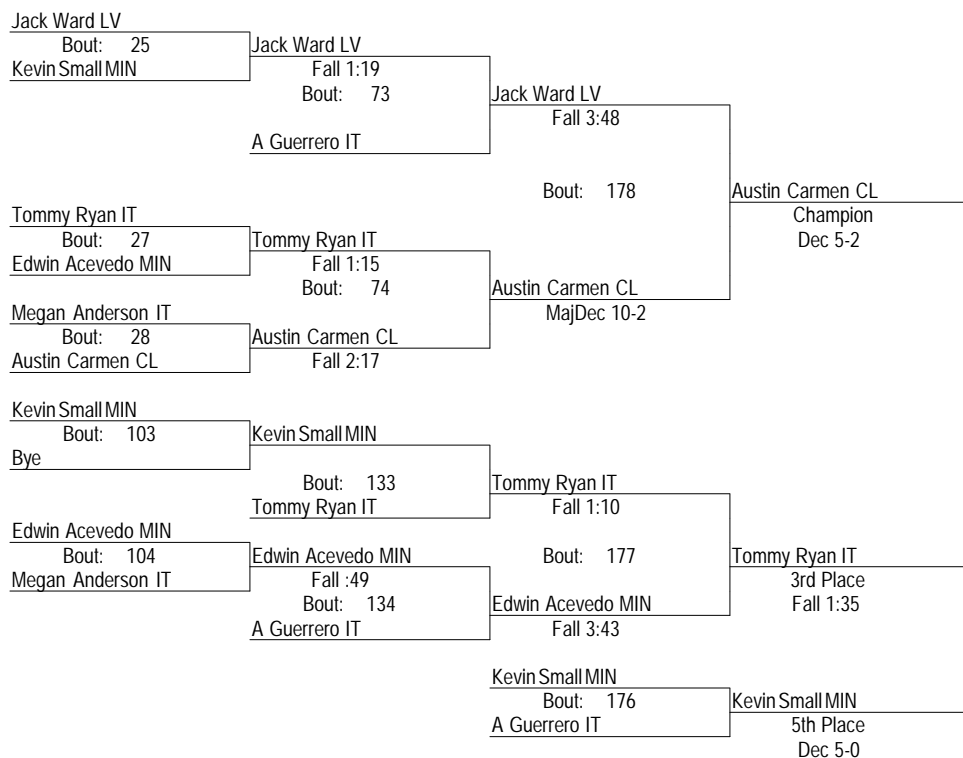 Jack Ward LV
Bout: 25
Kevin Small MIN
Jack Ward LV
Fall 1:19
Bout: 73
A Guerrero IT
Jack Ward LV
Fall 3:48
Bout: 178
Austin Carmen CL
Champion
Dec 5-2
Tommy Ryan IT
Bout: 27
Edwin Acevedo MIN
Tommy Ryan IT
Fall 1:15
Bout: 74
Austin Carmen CL
MajDec 10-2
Megan Anderson IT
Bout: 28
Austin Carmen CL
Austin Carmen CL
Fall 2:17
Kevin Small MIN
Bout: 103
Bye
Kevin Small MIN
Bout: 133
Tommy Ryan IT
Tommy Ryan IT
Fall 1:10
Edwin Acevedo MIN
Bout: 104
Megan Anderson IT
Edwin Acevedo MIN
Fall :49
Bout: 134
A Guerrero IT
Bout: 177
Edwin Acevedo MIN
Fall 3:43
Tommy Ryan IT
3rd Place
Fall 1:35
Kevin Small MIN
Bout: 176
A Guerrero IT
Kevin Small MIN
5th Place
Dec 5-0